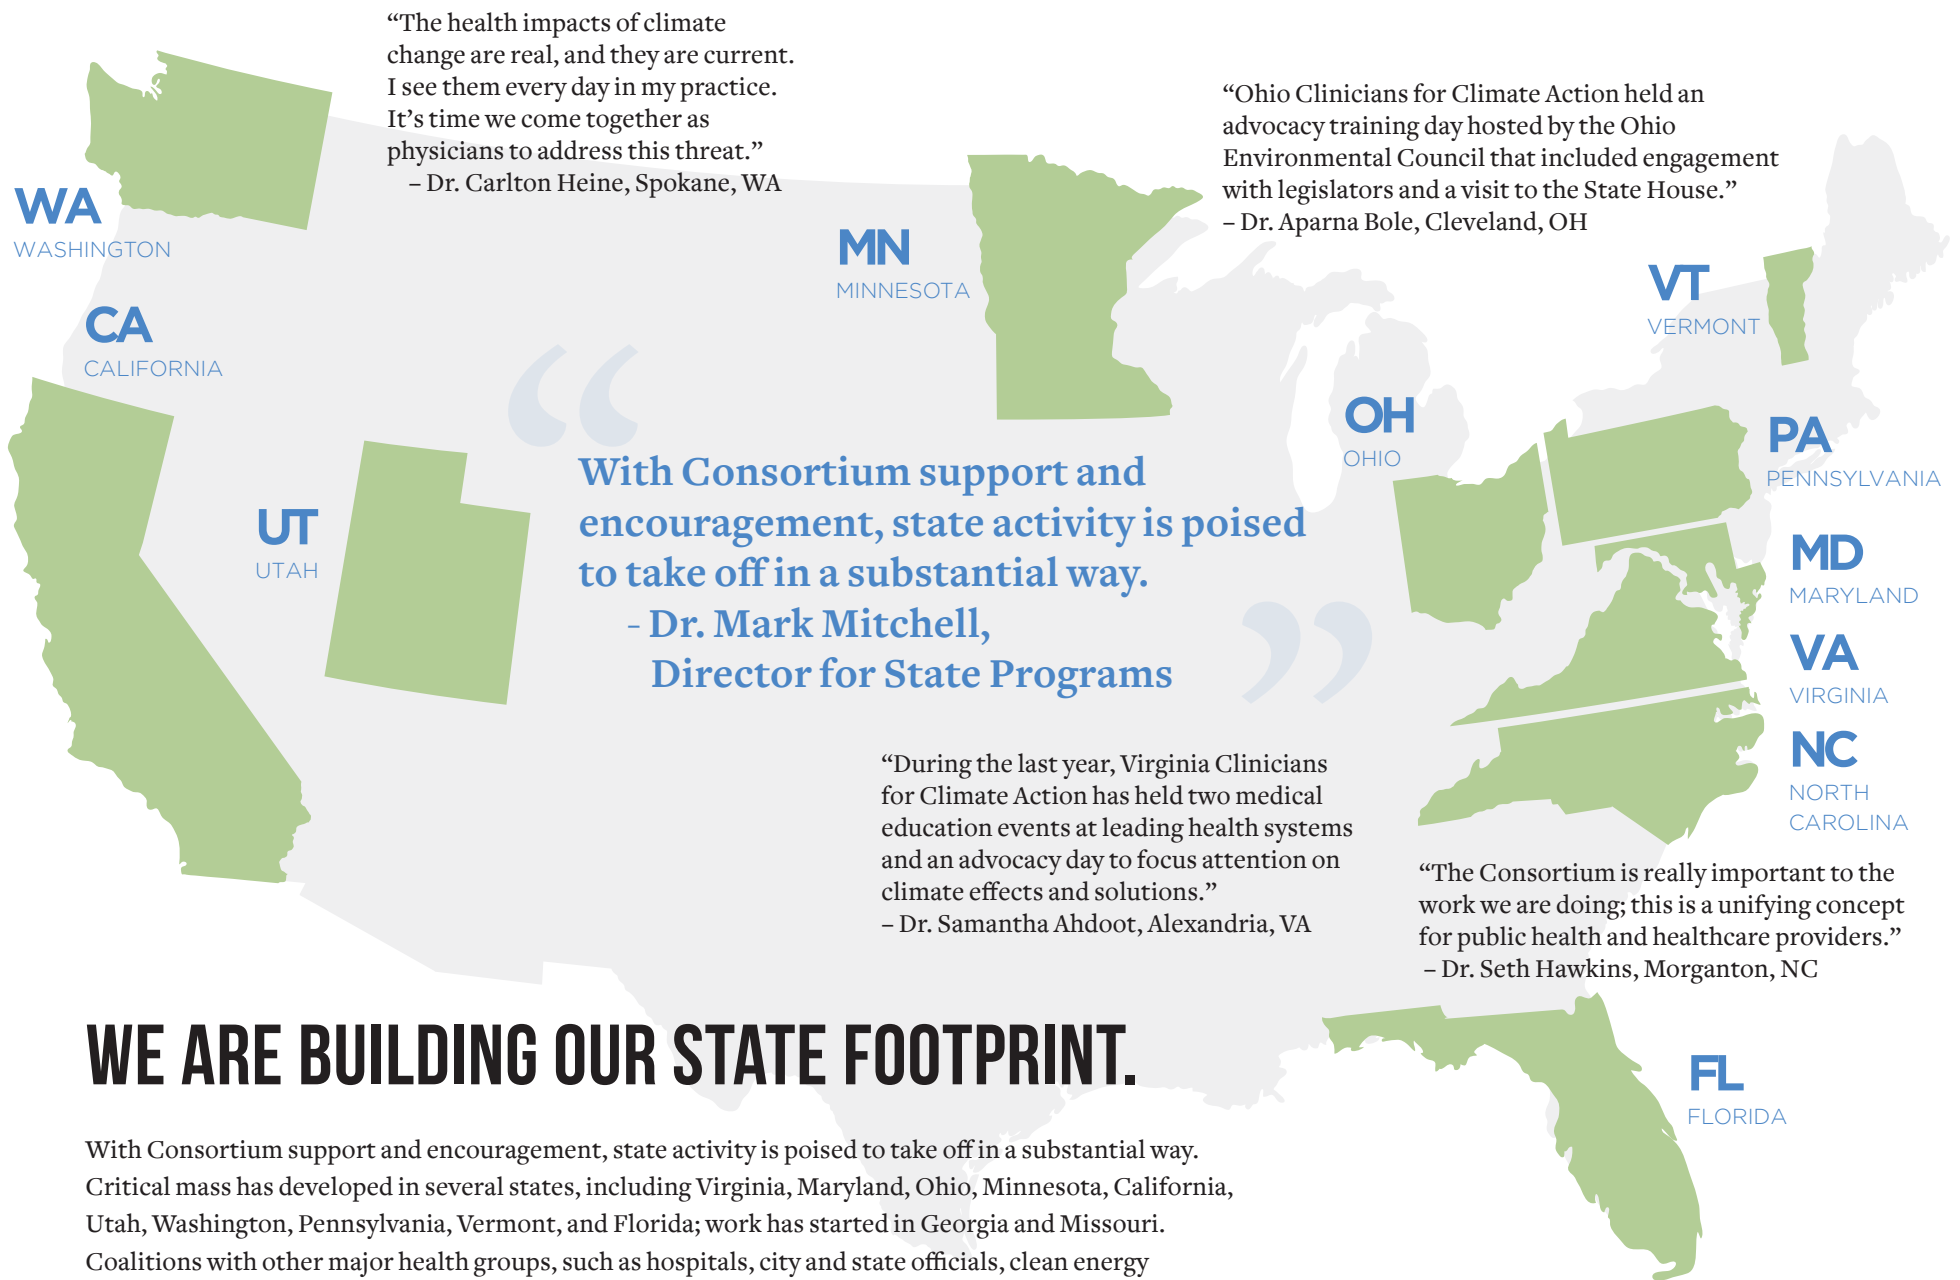 “The health impacts of climate
change are real, and they are current.
I see them every day in my practice.
It’s time we come together as
physicians to address this threat.”
– Dr. Carlton Heine, Spokane, WA
“Ohio Clinicians for Climate Action held an
advocacy training day hosted by the Ohio
Environmental Council that included engagement
with legislators and a visit to the State House.”
– Dr. Aparna Bole, Cleveland, OH
WA
WASHINGTON
MN
MINNESOTA
VT
VERMONT
CA
CALIFORNIA
OH
OHIO
PA
PENNSYLVANIA
UT
UTAH
“
With Consortium support and
encouragement, state activity is poised
to take off in a substantial way.
- Dr. Mark Mitchell,
Director for State Programs
”
MD
MARYLAND
VA
VIRGINIA
NC
NORTH
CAROLINA
“During the last year, Virginia Clinicians
for Climate Action has held two medical
education events at leading health systems
and an advocacy day to focus attention on
climate effects and solutions.”
– Dr. Samantha Ahdoot, Alexandria, VA
“The Consortium is really important to the
work we are doing; this is a unifying concept
for public health and healthcare providers.”
– Dr. Seth Hawkins, Morganton, NC
FL
FLORIDA
WE ARE BUILDING OUR STATE FOOTPRINT.
With Consortium support and encouragement, state activity is poised to take off in a substantial way.
Critical mass has developed in several states, including Virginia, Maryland, Ohio, Minnesota, California,
Utah, Washington, Pennsylvania, Vermont, and Florida; work has started in Georgia and Missouri.
Coalitions with other major health groups, such as hospitals, city and state officials, clean energy